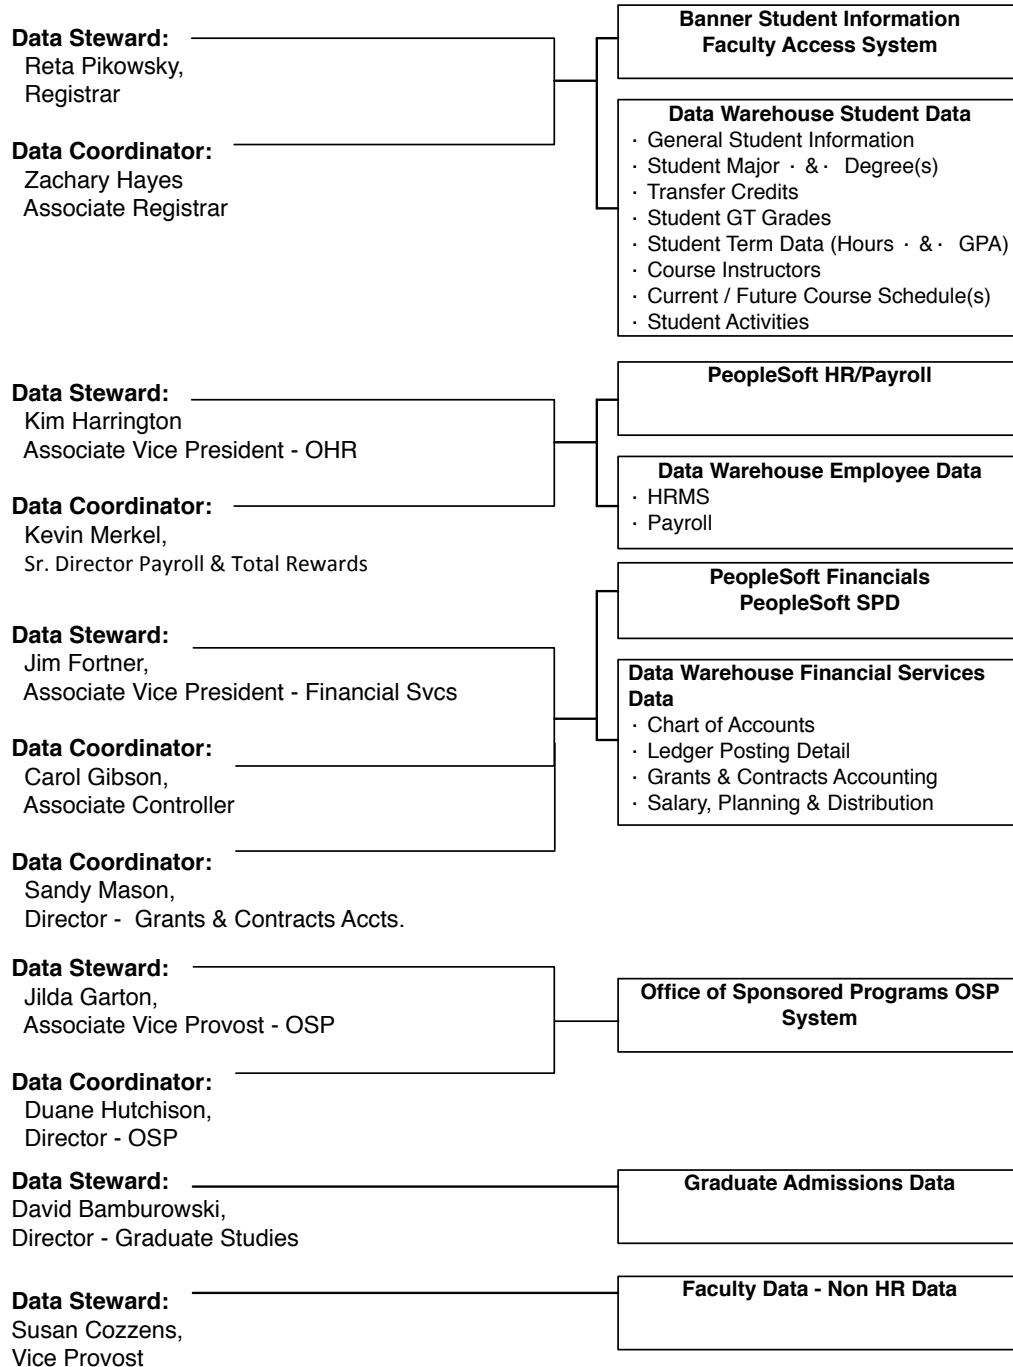 Data Steward:
Reta Pikowsky,
Registrar
Data Coordinator:
Zachary Hayes
Associate Registrar
Banner Student Information
Faculty Access System
Data Warehouse Student Data
· General Student Information
· Student Major · & · Degree(s)
· Transfer Credits
· Student GT Grades
· Student Term Data (Hours · & · GPA)
· Course Instructors
· Current / Future Course Schedule(s)
· Student Activities
Data Steward:
Kim Harrington
Associate Vice President - OHR
Data Coordinator:
Kevin Merkel,
Sr. Director Payroll & Total Rewards
PeopleSoft HR/Payroll
Data Warehouse Employee Data
· HRMS
· Payroll
Data Steward:
Jim Fortner,
Associate Vice President - Financial Svcs
Data Coordinator:
Carol Gibson,
Associate Controller
Data Coordinator:
Sandy Mason,
Director - Grants & Contracts Accts.
PeopleSoft Financials
PeopleSoft SPD
Data Warehouse Financial Services
Data
· Chart of Accounts
· Ledger Posting Detail
· Grants & Contracts Accounting
· Salary, Planning & Distribution
Data Steward:
Jilda Garton,
Associate Vice Provost - OSP
Data Coordinator:
Duane Hutchison,
Director - OSP
Office of Sponsored Programs OSP
System
Data Steward:
David Bamburowski,
Director - Graduate Studies
Graduate Admissions Data
Data Steward:
Susan Cozzens,
Vice Provost
Faculty Data - Non HR Data